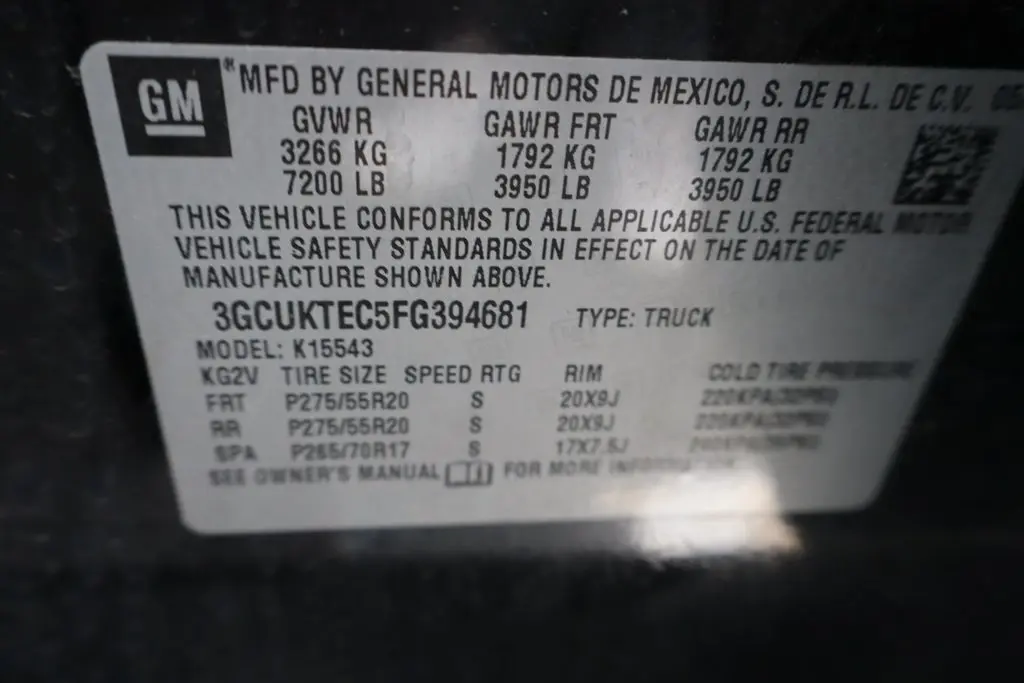 GM
® MFD BY GENERAL MOTORS DE MEXICO, S. DE R.L. DE C.V.
GVWR GAWR FRT GAWR RR
3266 KG 1792 KG 1792 KG
7200 LB 3950 LB 3950 LB
THIS VEHICLE CONFORMS TO ALL APPLICABLE U.S. FEDERAL MOTOR
VEHICLE SAFETY STANDARDS IN EFFECT ON THE DATE OF
MANUFACTURE SHOWN ABOVE.
3GCUKTEC5FG394681 TYPE: TRUCK
MODEL: K15543
KG2V TIRE SIZE SPEED RTG RIM COLD TIRE PRESSURE
FRT P275/55R20 S 20X9J
RR P275/55R20 S 20X9J
SPA P265/70R17 S 17X7.5J
SEE OWNER'S MANUAL FOR MORE INFORMATION